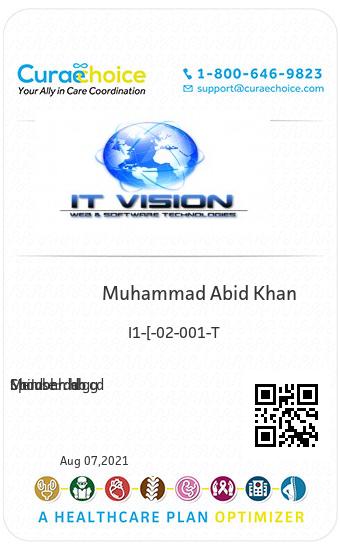 Curaechoice
Your Ally in Care Coordination
1-800-646-9823
support@curaechoice.com
IT VISION
WEB & SOFTWARE TECHNOLOGIES
Muhammad Abid Khan
I1-[-02-001-T
Aug 07,2021
A HEALTHCARE PLAN OPTIMIZER